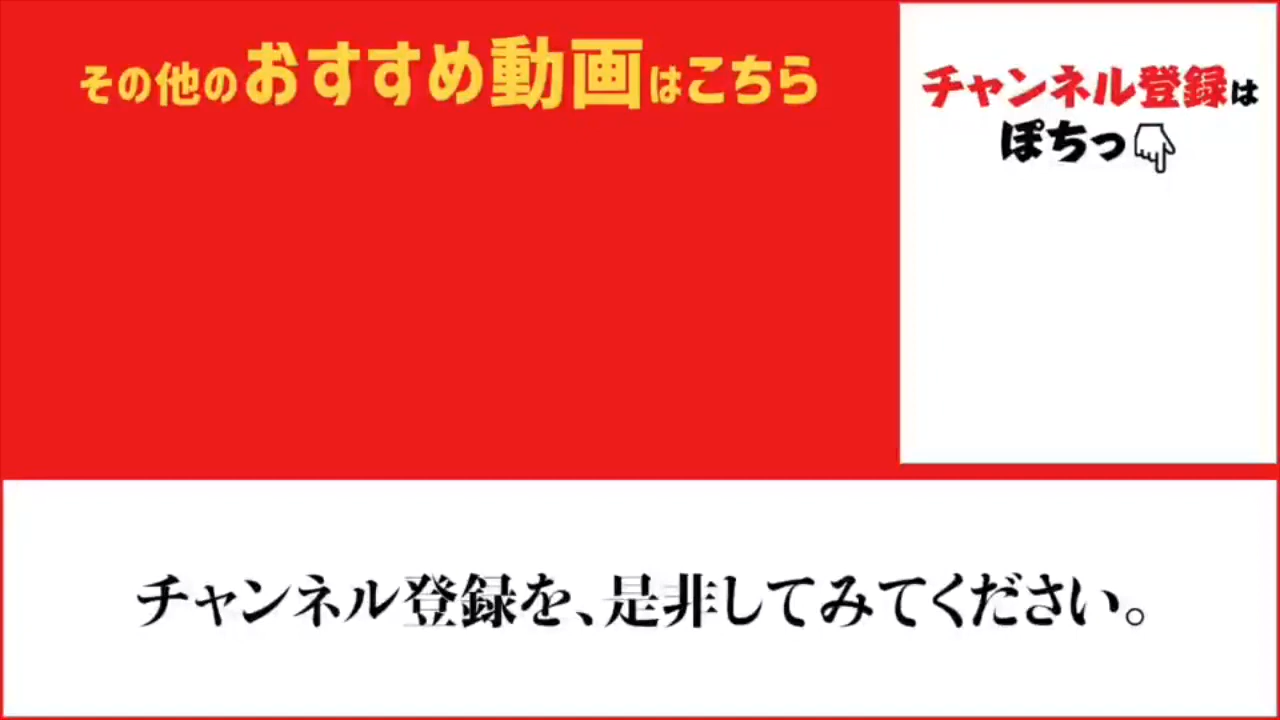 その他のおすすめ動画はこちら
チャンネル登録は
ぽちっ👇
チャンネル登録を、是非してみてください。